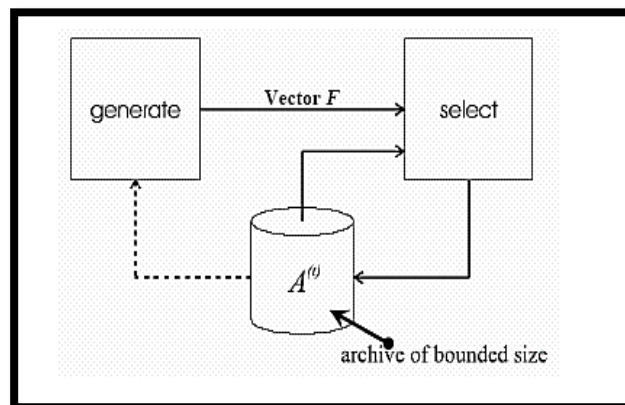 generate
Vector F
select
A^(t)
archive of bounded size